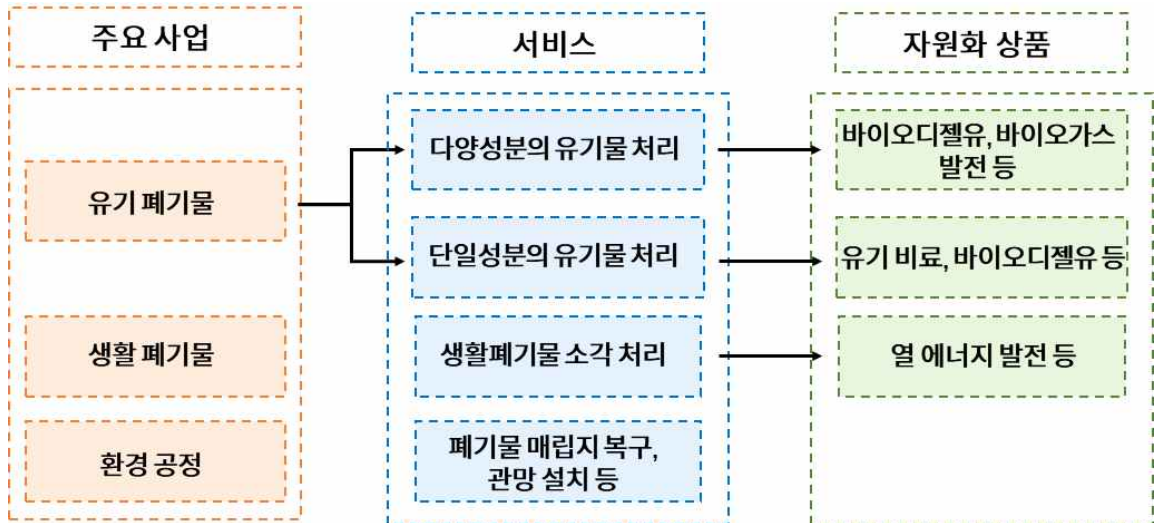 주요 사업
서비스
자원화 상품
유기 폐기물
다양성분의 유기물 처리
바이오디젤유, 바이오가스
발전 등
단일성분의 유기물 처리
유기 비료, 바이오디젤유 등
생활 폐기물
생활폐기물 소각 처리
열 에너지 발전 등
환경 공정
폐기물 매립지 복구,
관망 설치 등